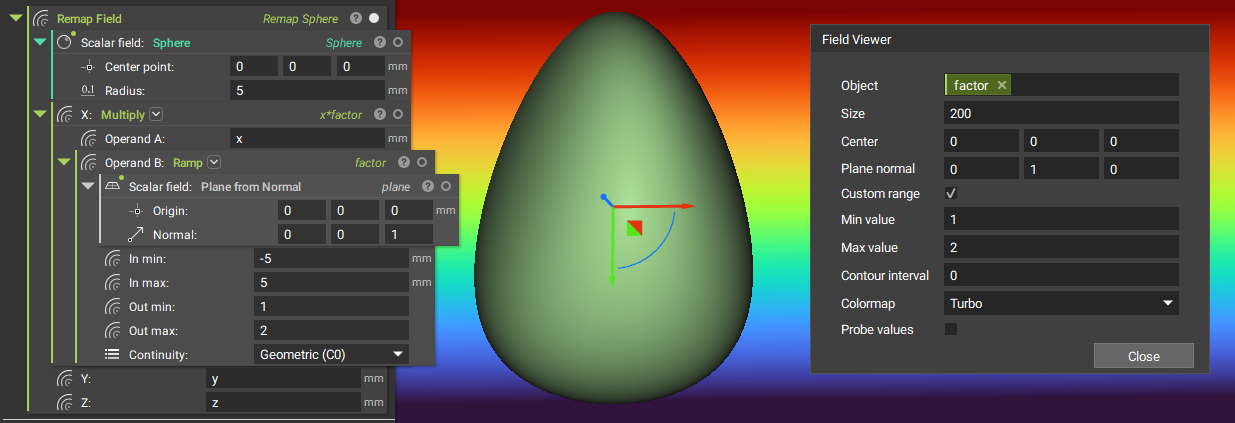 Remap Field Remap Sphere ?
Scalar field: Sphere Sphere ?
Center point: 0 0 0 mm
0.1 Radius: 5 mm
X: Multiply x*factor ?
Operand A: x mm
Operand B: Ramp factor ?
Scalar field: Plane from Normal plane ?
Origin: 0 0 0 mm
Normal: 0 0 1
In min: -5 mm
In max: 5 mm
Out min: 1
Out max: 2
Continuity: Geometric (C0)
Y: y mm
Z: z mm
Field Viewer
Object factor ×
Size 200
Center 0 0 0
Plane normal 0 1 0
Custom range
Min value 1
Max value 2
Contour interval 0
Colormap Turbo
Probe values
Close